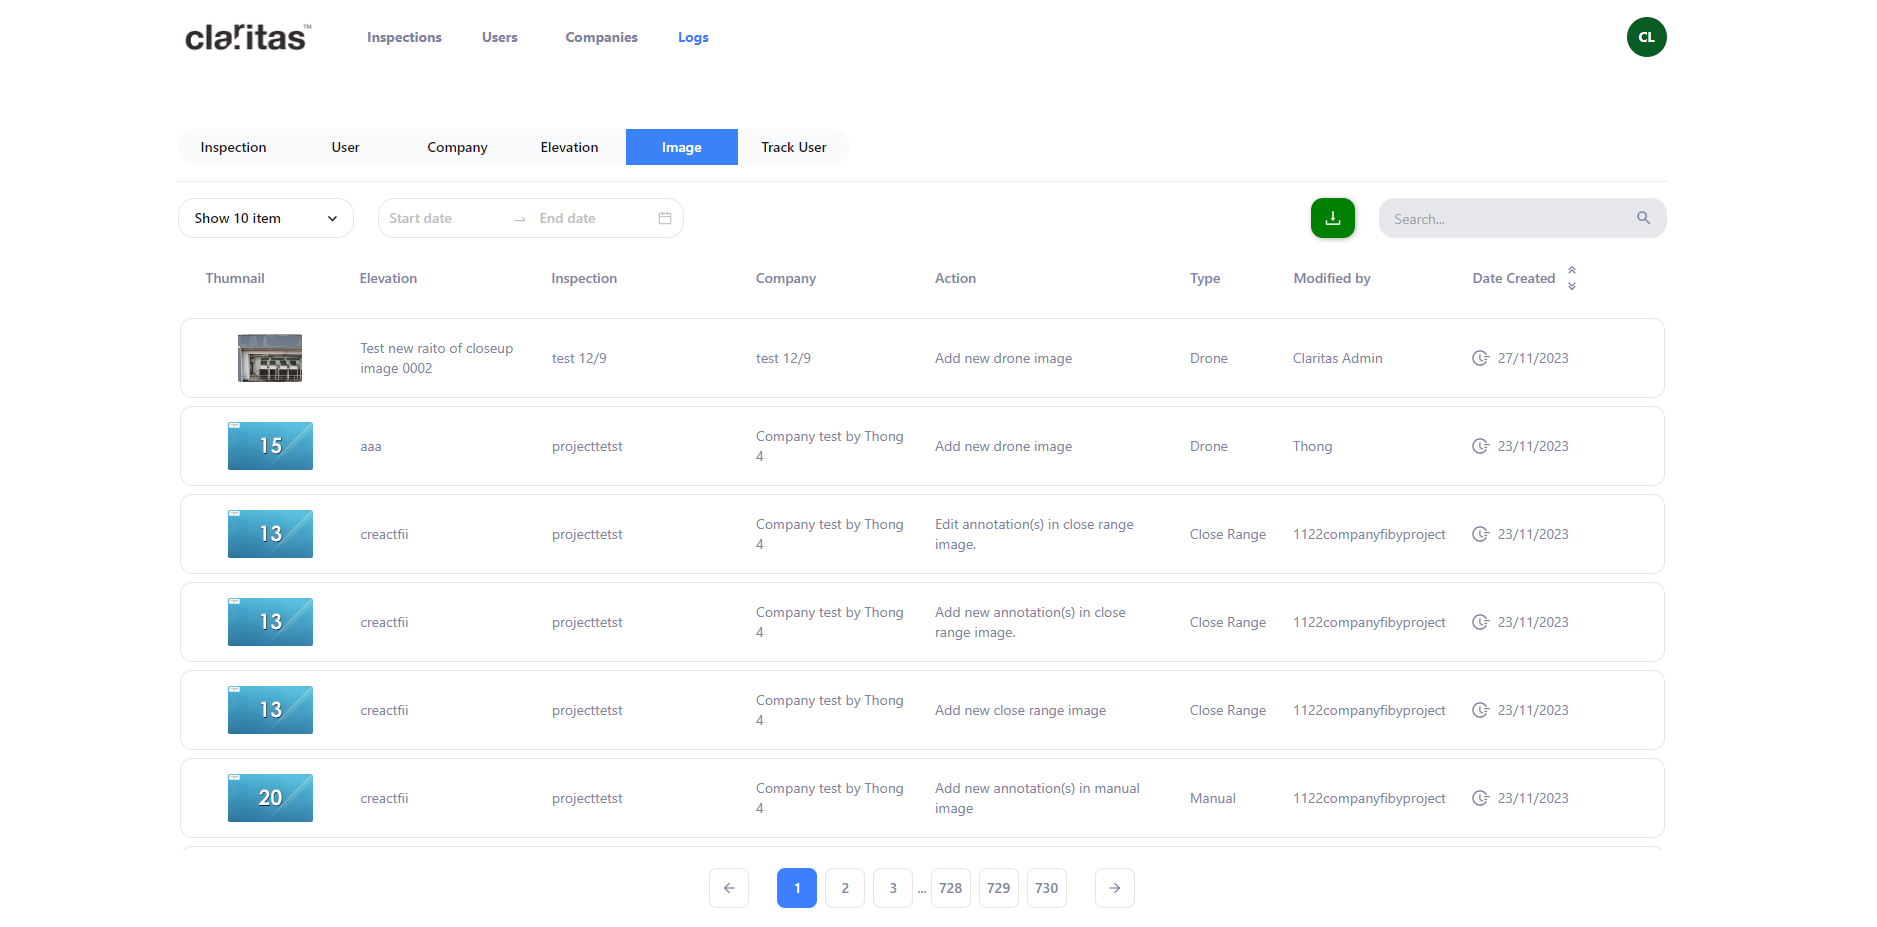 claritas™
Inspections Users Companies Logs
CL
Inspection User Company Elevation Image Track User
Show 10 item Start date End date Search...
Thumnail Elevation Inspection Company Action Type Modified by Date Created
Test new raito of closeup
image 0002
test 12/9 test 12/9 Add new drone image Drone Claritas Admin 27/11/2023
15 aaa projecttetst
Company test by Thong
4
Add new drone image Drone Thong 23/11/2023
13 creactfii projecttetst
Company test by Thong
4
Edit annotation(s) in close range
image.
Close Range 1122companyfibyproject 23/11/2023
13 creactfii projecttetst
Company test by Thong
4
Add new annotation(s) in close
range image.
Close Range 1122companyfibyproject 23/11/2023
13 creactfii projecttetst
Company test by Thong
4
Add new close range image Close Range 1122companyfibyproject 23/11/2023
20 creactfii projecttetst
Company test by Thong
4
Add new annotation(s) in manual
image
Manual 1122companyfibyproject 23/11/2023
1 2 3 ... 728 729 730